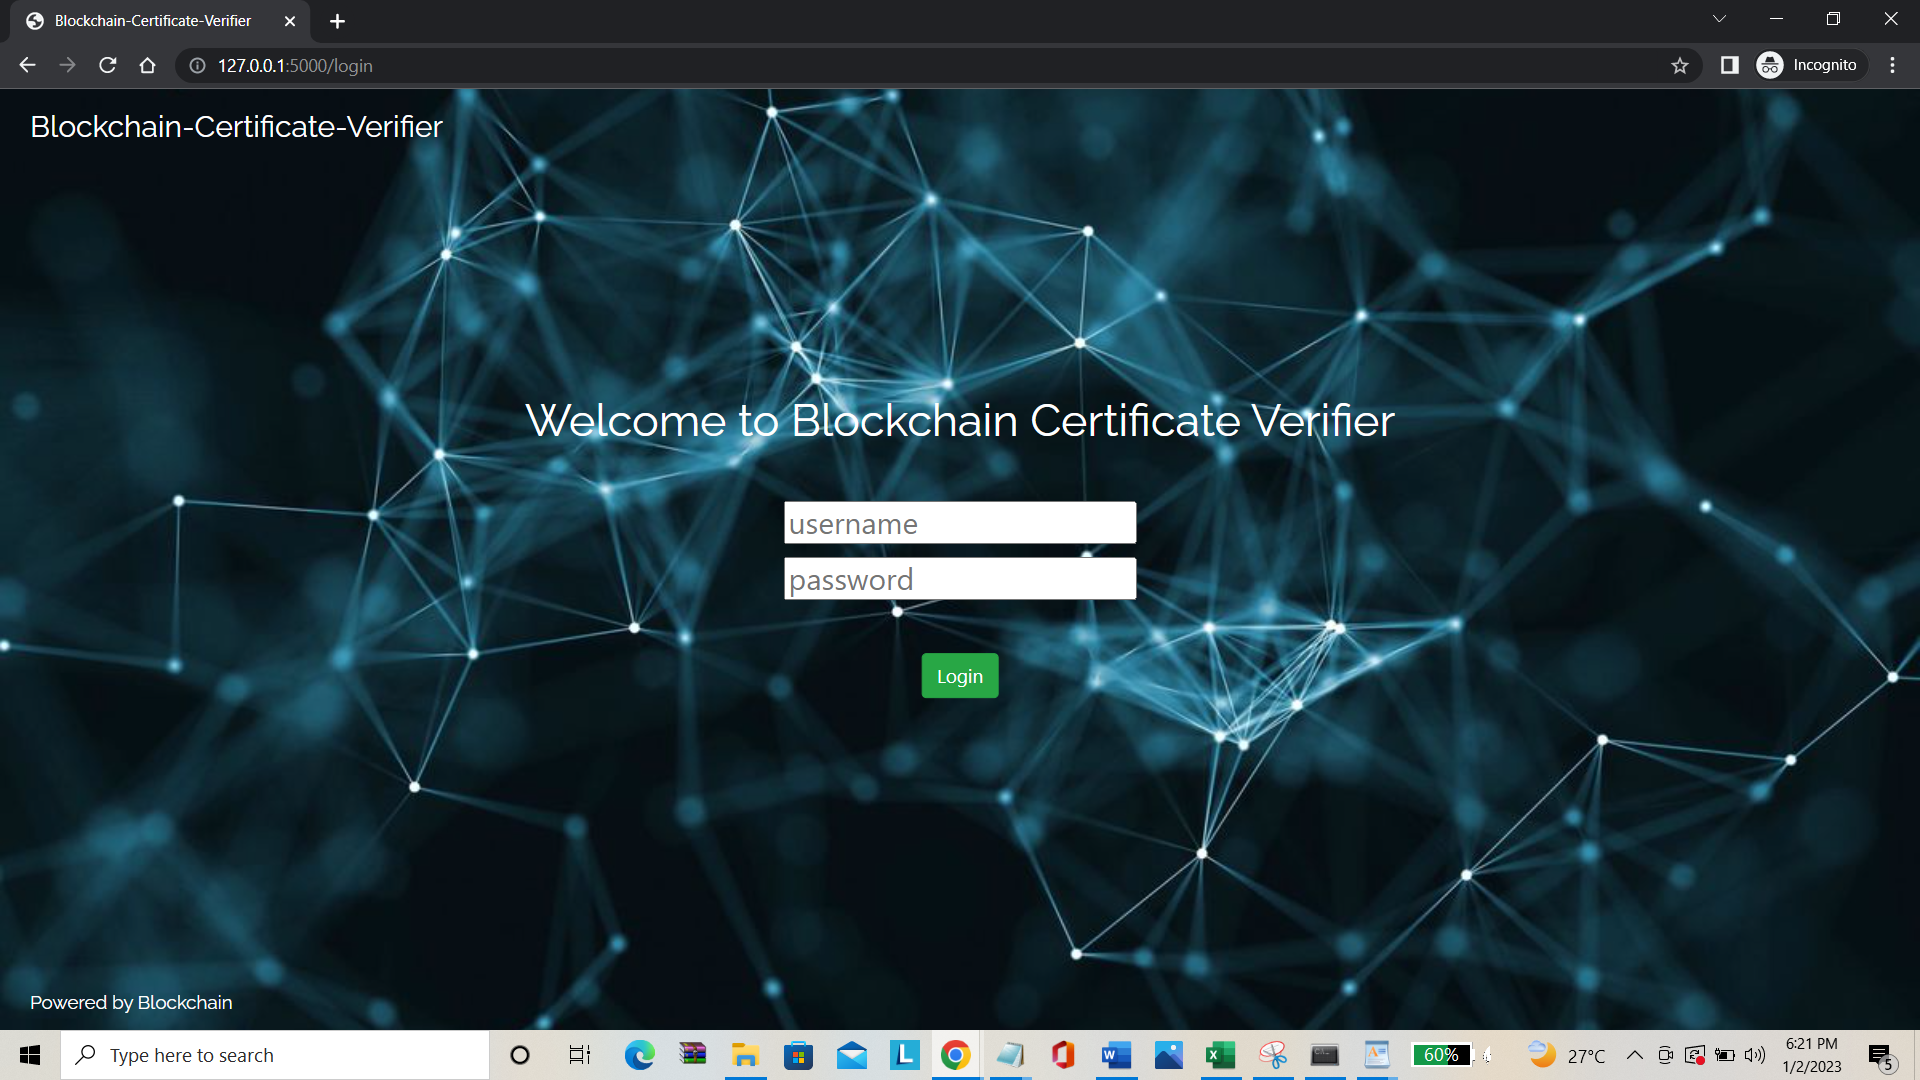 Blockchain-Certificate-Verifier
127.0.0.1:5000/login
Incognito
Blockchain-Certificate-Verifier
Welcome to Blockchain Certificate Verifier
username
password
Login
Powered by Blockchain
Type here to search
60%
27°C
6:21 PM
1/2/2023
5